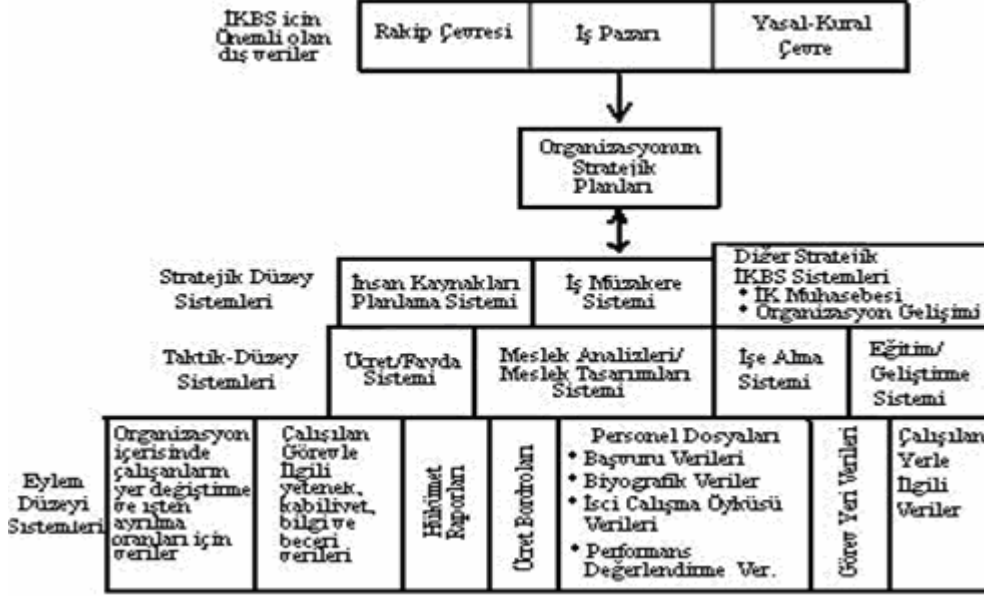 İKBS için
Önemli olan
dış veriler
Rakip Çevresi
İş Pazarı
Yasal-Kural
Çevre
Organizasyonun
Stratejik
Planları
Stratejik Düzey
Sistemleri
İnsan Kaynakları
Planlama Sistemi
İş Müzakere
Sistemi
Diğer Stratejik
İKBS Sistemleri
* İK Muhasebesi
* Organizasyon Gelişimi
Taktik-Düzey
Sistemleri
Ücret/Fayda
Sistemi
Meslek Analizleri/
Meslek Tasarımları
Sistemi
İşe Alma
Sistemi
Eğitim/
Geliştirme
Sistemi
Eylem
Düzeyi
Sistemleri
Organizasyon
içerisinde
çalışanların
yer değiştirme
ve işten
ayrılma
oranları için
veriler
Çalışılan
Görevle
İlgili
yetenek,
kabiliyet,
bilgi ve
beceri
verileri
Hükümet
Raporları
Ücret Bordroları
Personel Dosyaları
* Başvuru Verileri
* Biyografik Veriler
* İsci Calışma Öyküsü
Verileri
* Performans
Değerlendirme Ver.
Görev Yeri Verileri
Çalışılan
Yerle
İlgili
Veriler